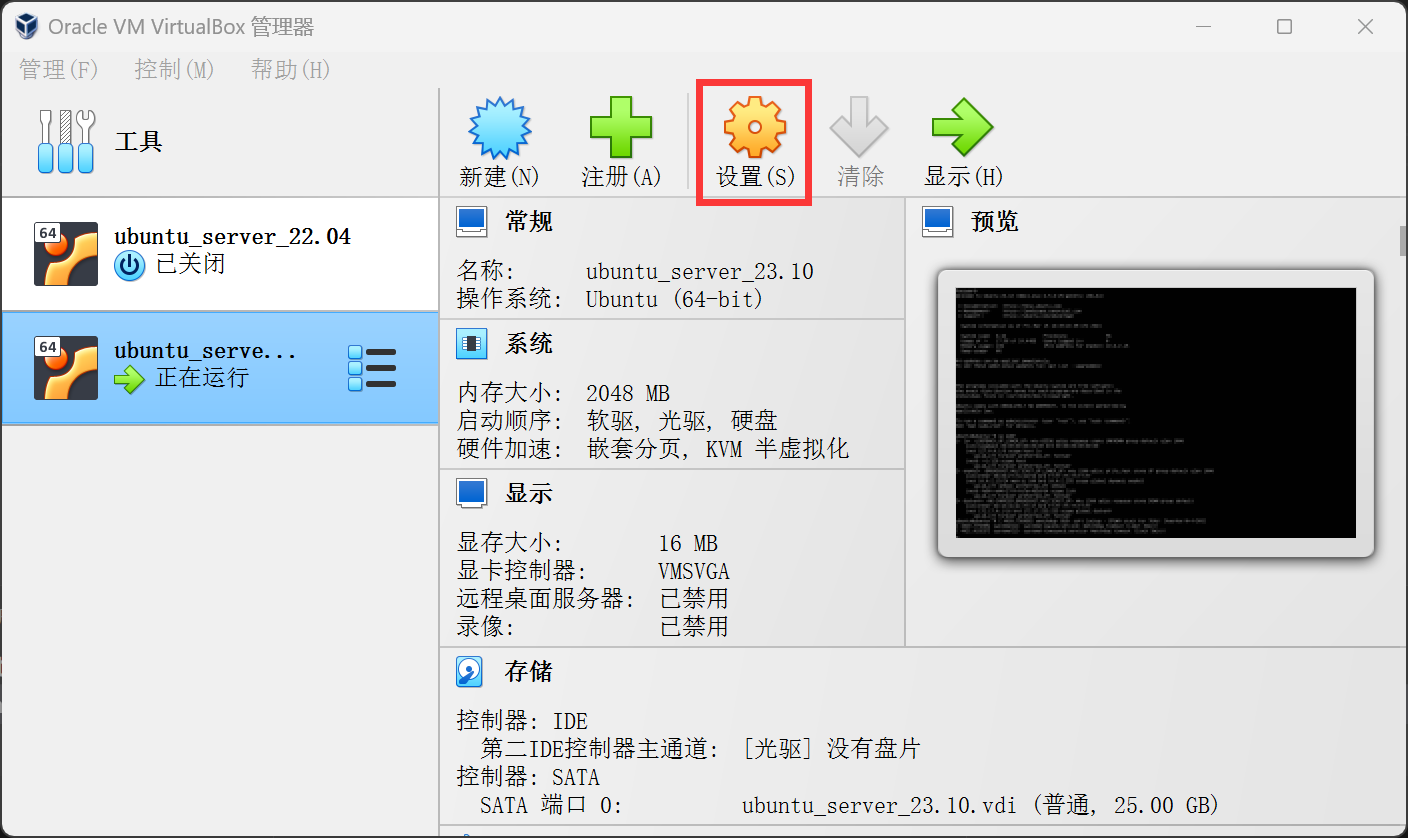 Oracle VM VirtualBox 管理器
管理(F) 控制(M) 帮助(H)
工具
新建(N) 注册(A) 设置(S) 清除 显示(H)
64
ubuntu_server_22.04
已关闭
64
ubuntu_serve...
正在运行
常规
名称: ubuntu_server_23.10
操作系统: Ubuntu (64-bit)
系统
内存大小: 2048 MB
启动顺序: 软驱, 光驱, 硬盘
硬件加速: 嵌套分页, KVM 半虚拟化
显示
显存大小: 16 MB
显卡控制器: VMSVGA
远程桌面服务器: 已禁用
录像: 已禁用
预览
存储
控制器: IDE
第二IDE控制器主通道: [光驱] 没有盘片
控制器: SATA
SATA 端口 0: ubuntu_server_23.10.vdi (普通, 25.00 GB)